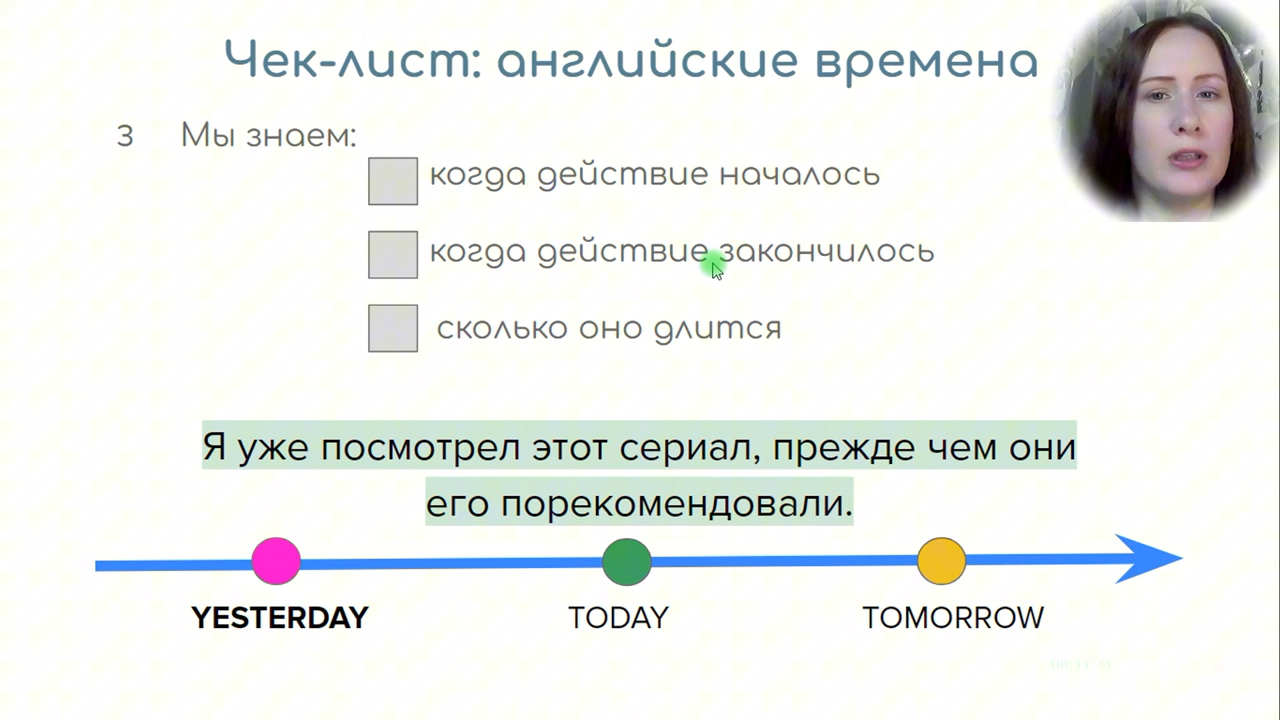 Чек-лист: английские времена
3 Мы знаем:
когда действие началось
когда действие закончилось
сколько оно длится
Я уже посмотрел этот сериал, прежде чем они
его порекомендовали.
YESTERDAY TODAY TOMORROW